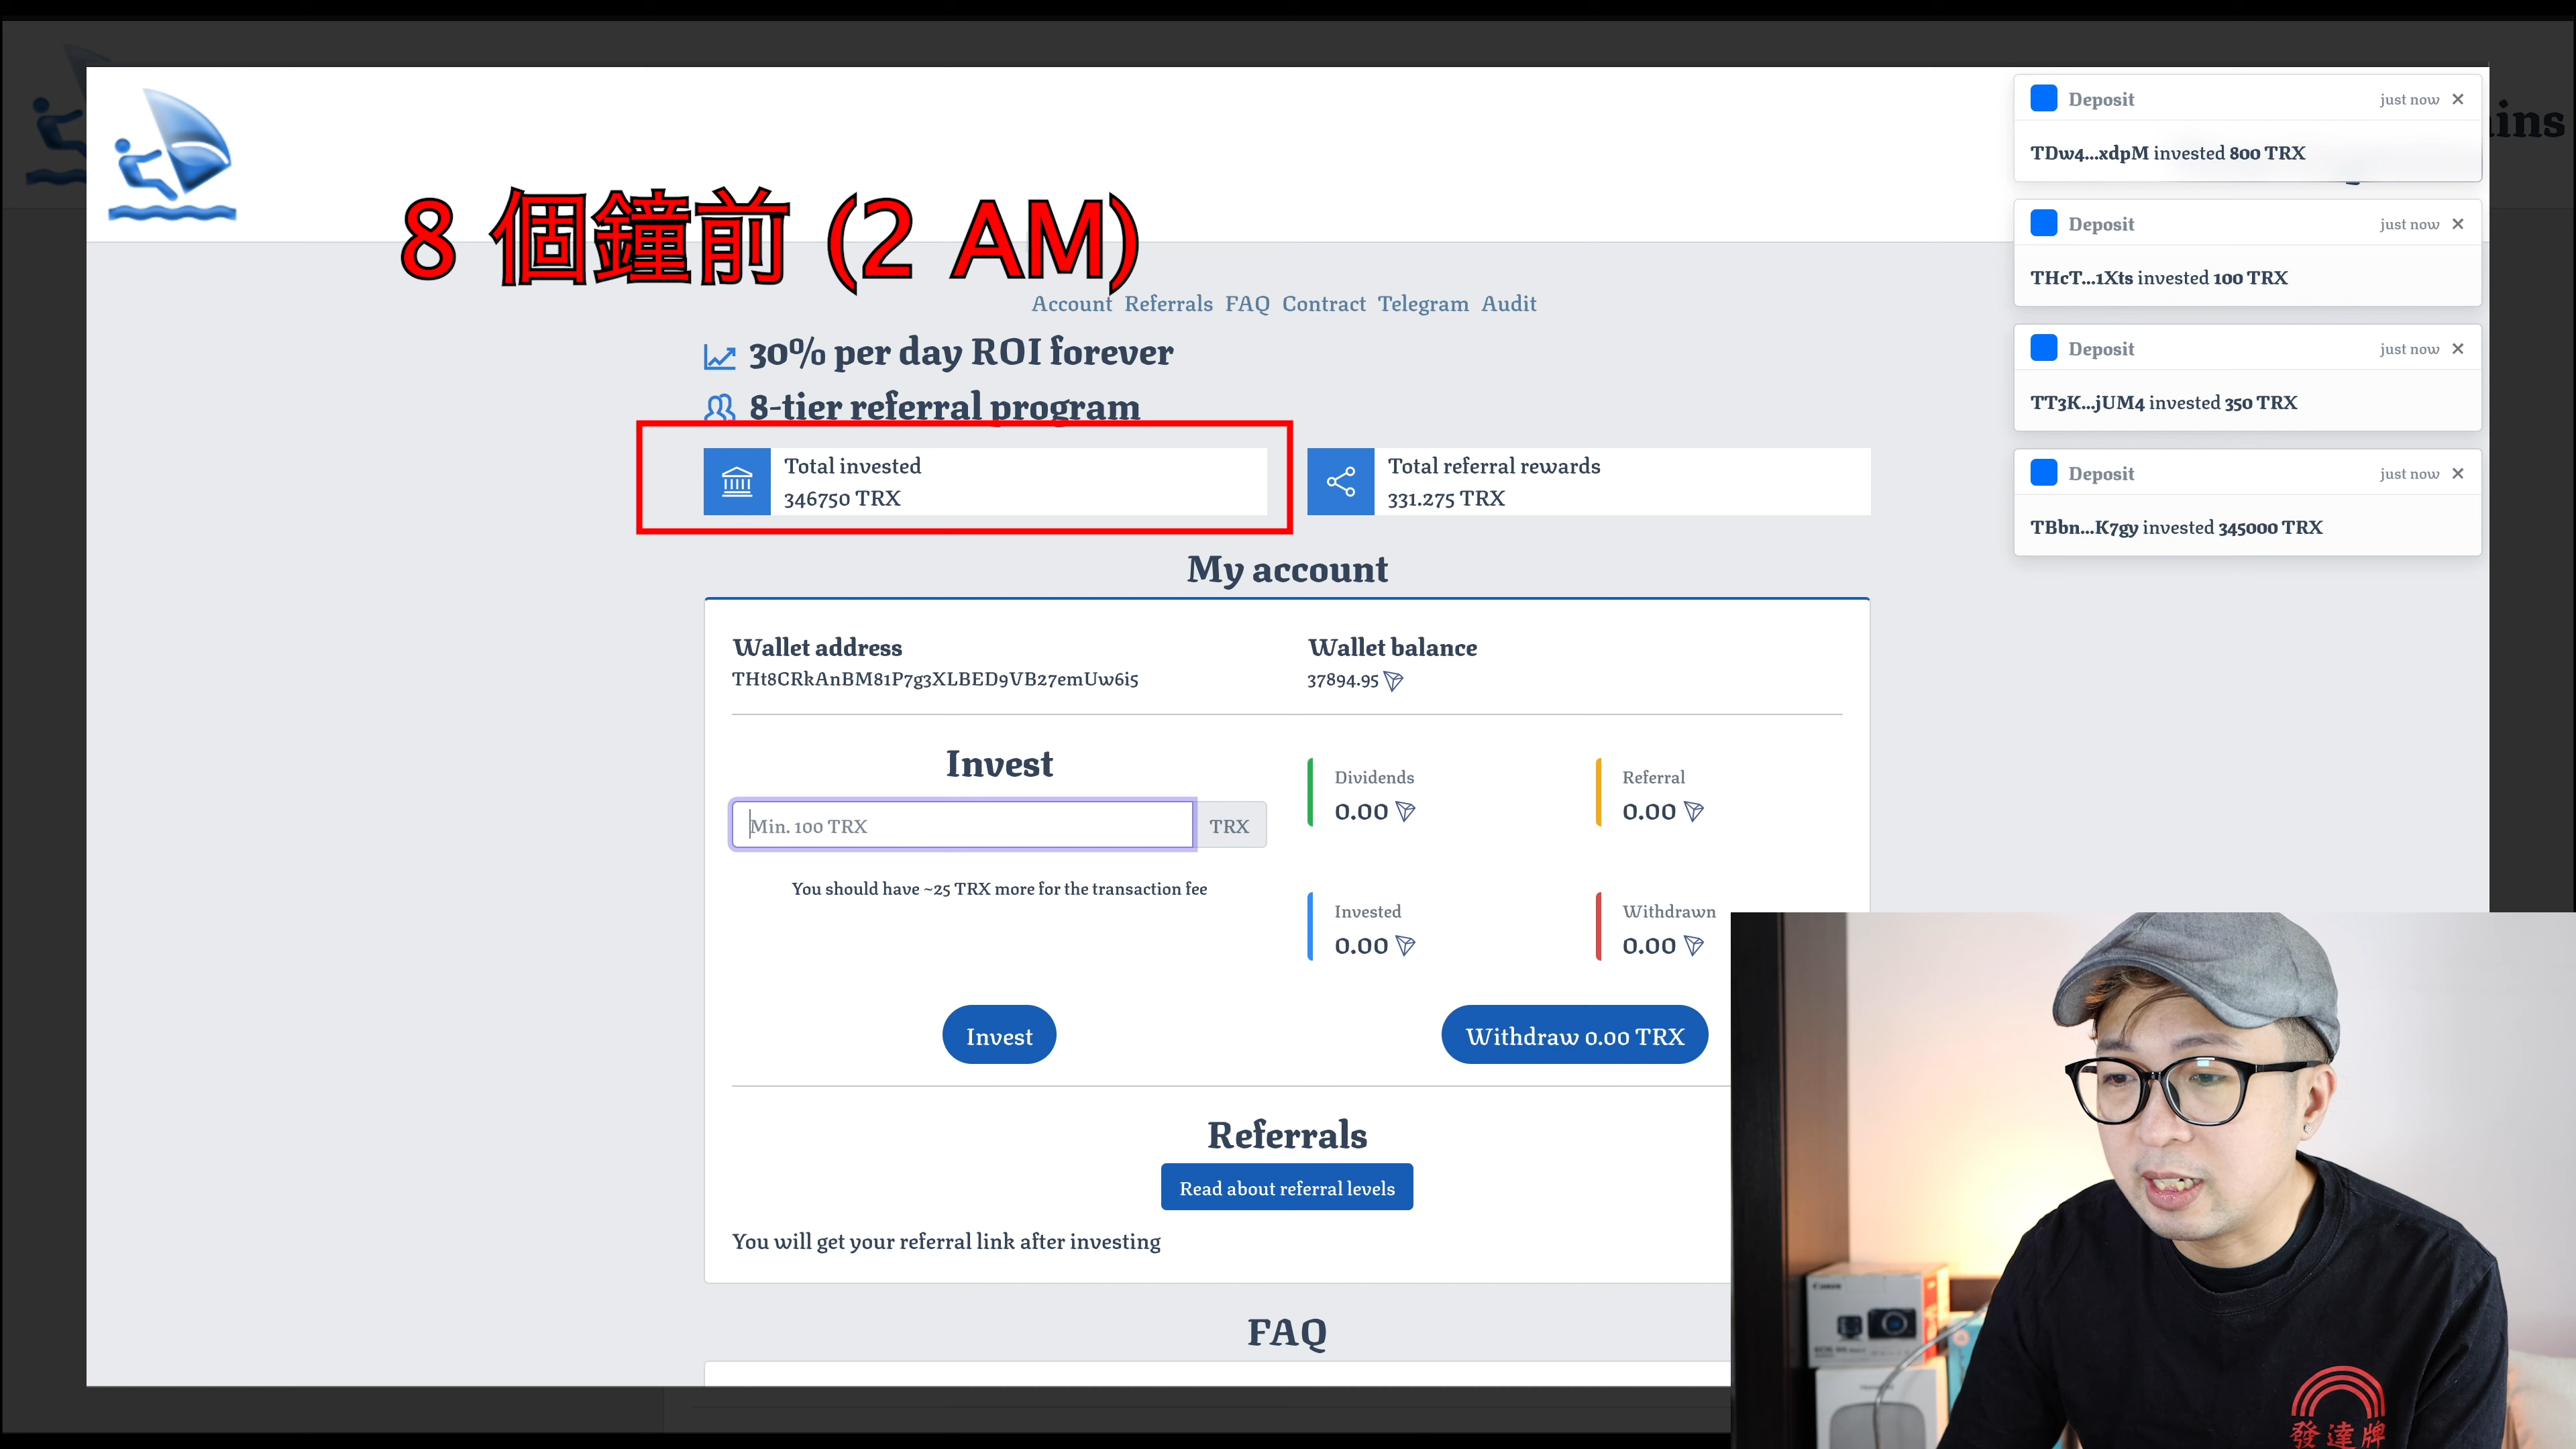 8 個鐘前 (2 AM)
ins
Account Referrals FAQ Contract Telegram Audit
30% per day ROI forever
8-tier referral program
Total invested
346750 TRX
Total referral rewards
331.275 TRX
Deposit just now ×
TDw4...xdpM invested 800 TRX
Deposit just now ×
THcT...1Xts invested 100 TRX
Deposit just now ×
TT3K...jUM4 invested 350 TRX
Deposit just now ×
TBbn...K7gy invested 345000 TRX
My account
Wallet address
THt8CRkAnBM81P7g3XLBED9VB27emUw6i5
Wallet balance
37894.95
Invest
Min. 100 TRX TRX
You should have ~25 TRX more for the transaction fee
Invest
Dividends
0.00
Referral
0.00
Invested
0.00
Withdrawn
0.00
Withdraw 0.00 TRX
Referrals
Read about referral levels
You will get your referral link after investing
FAQ
Canon
發達牌